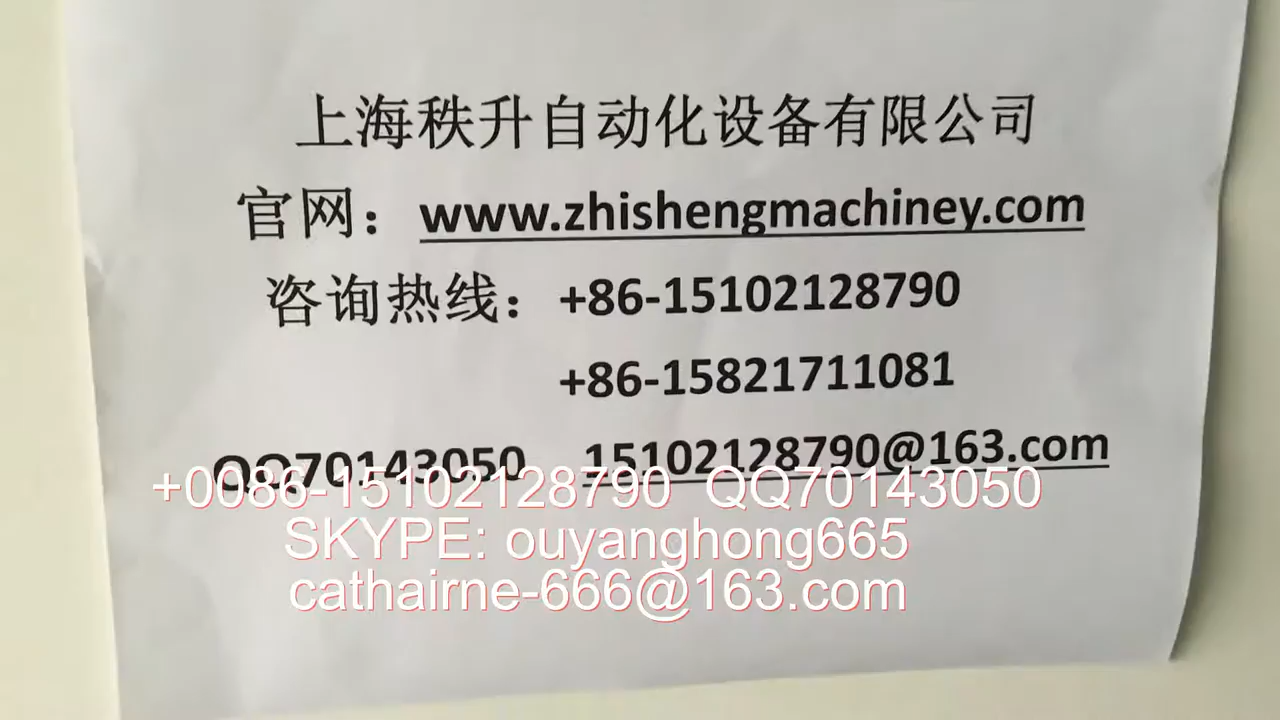 上海秩升自动化设备有限公司
官网：www.zhishengmachiney.com
咨询热线：+86-15102128790
+86-15821711081
QQ70143050 15102128790@163.com
+0086-15102128790 QQ70143050
SKYPE: ouyanghong665
cathairne-666@163.com